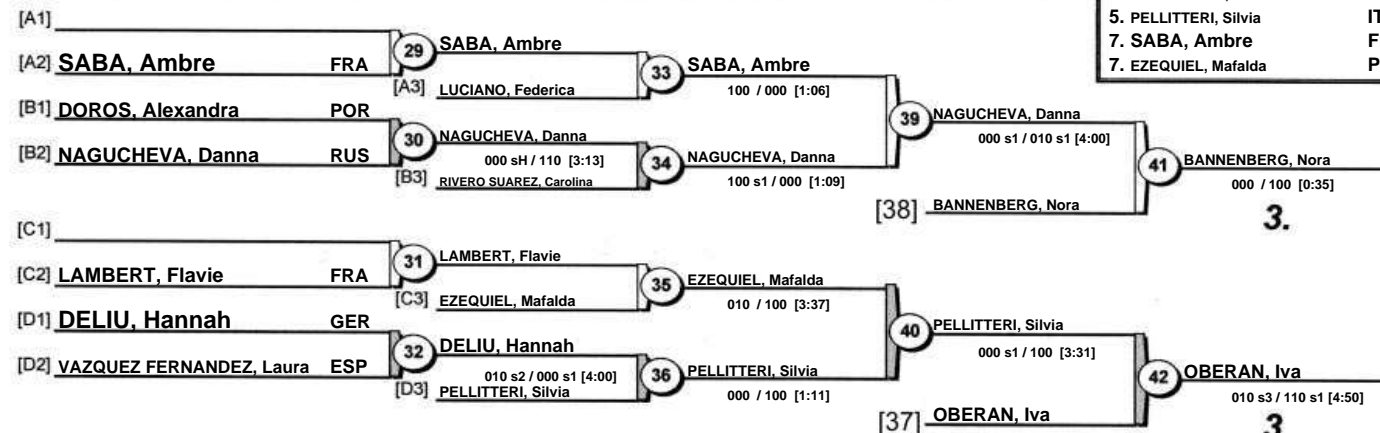 5. PELLITTERI, Silvia IT
7. SABA, Ambre F
7. EZEQUIEL, Mafalda P
[A1]
[A2] SABA, Ambre FRA
29 SABA, Ambre
[A3] LUCIANO, Federica
33 SABA, Ambre
100 / 000 [1:06]
[B1] DOROS, Alexandra POR
[B2] NAGUCHEVA, Danna RUS
30 NAGUCHEVA, Danna
000 sH / 110 [3:13]
[B3] RIVERO SUAREZ, Carolina
34 NAGUCHEVA, Danna
100 s1 / 000 [1:09]
39 NAGUCHEVA, Danna
000 s1 / 010 s1 [4:00]
[38] BANNENBERG, Nora
41 BANNENBERG, Nora
000 / 100 [0:35]
3.
[C1]
[C2] LAMBERT, Flavie FRA
31 LAMBERT, Flavie
[C3] EZEQUIEL, Mafalda
35 EZEQUIEL, Mafalda
010 / 100 [3:37]
[D1] DELIU, Hannah GER
[D2] VAZQUEZ FERNANDEZ, Laura ESP
32 DELIU, Hannah
010 s2 / 000 s1 [4:00]
[D3] PELLITTERI, Silvia
36 PELLITTERI, Silvia
000 / 100 [1:11]
40 PELLITTERI, Silvia
000 s1 / 100 [3:31]
[37] OBERAN, Iva
42 OBERAN, Iva
010 s3 / 110 s1 [4:50]
3